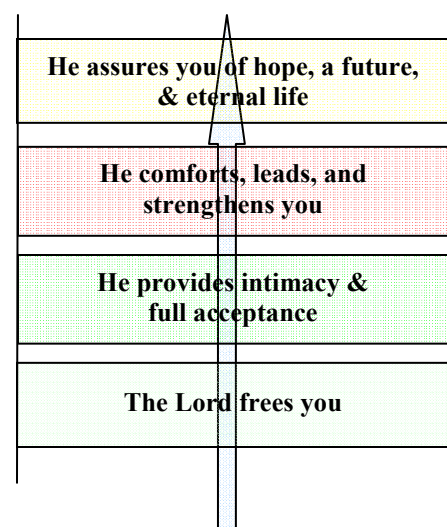 He assures you of hope, a future,
& eternal life
He comforts, leads, and
strengthens you
He provides intimacy &
full acceptance
The Lord frees you